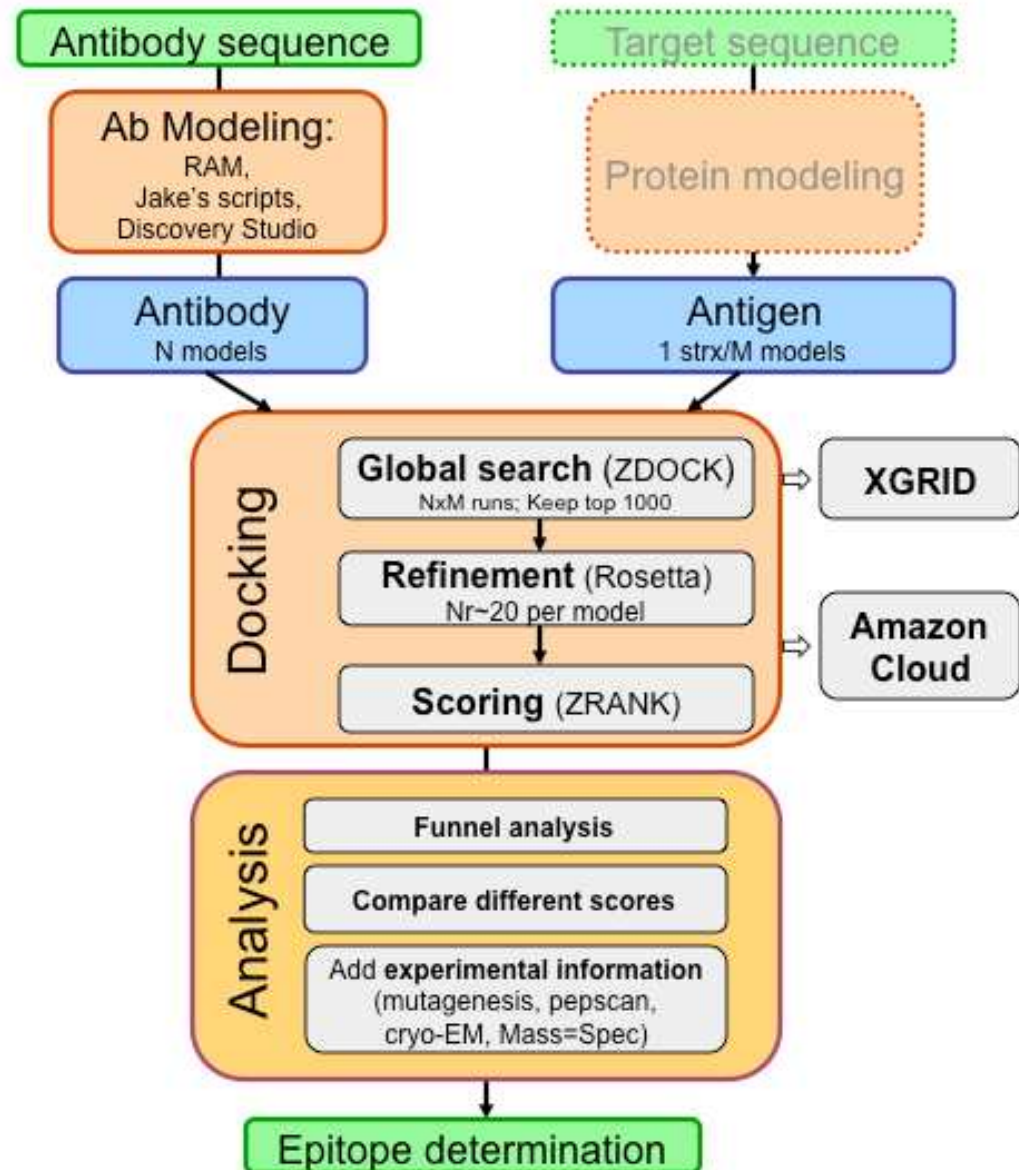 Antibody sequence
Target sequence
Ab Modeling:
RAM,
Jake's scripts,
Discovery Studio
Protein modeling
Antibody
N models
Antigen
1 strx/M models
Docking
Global search (ZDOCK)
NxM runs; Keep top 1000
XGRID
Refinement (Rosetta)
Nr~20 per model
Amazon
Cloud
Scoring (ZRANK)
Analysis
Funnel analysis
Compare different scores
Add experimental information
(mutagenesis, pepscan,
cryo-EM, Mass=Spec)
Epitope determination